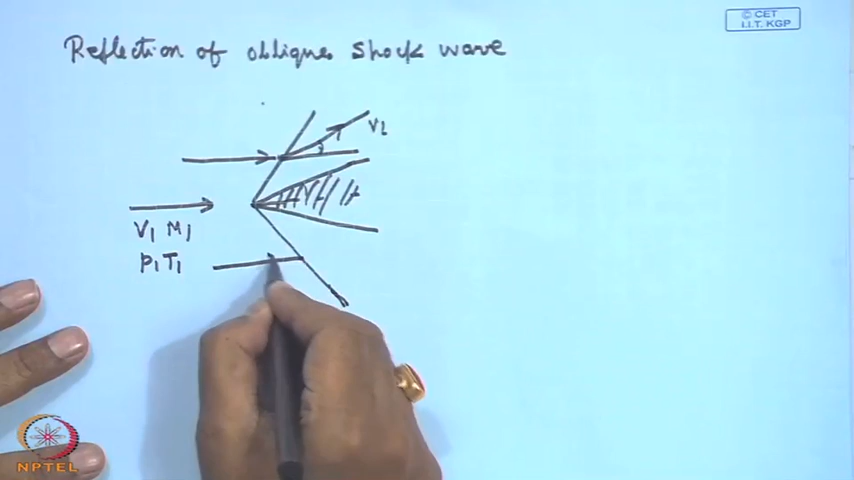 © CET
I.I.T. KGP
Reflection of oblique shock wave
V2
V1 M1
P1 T1
NPTEL